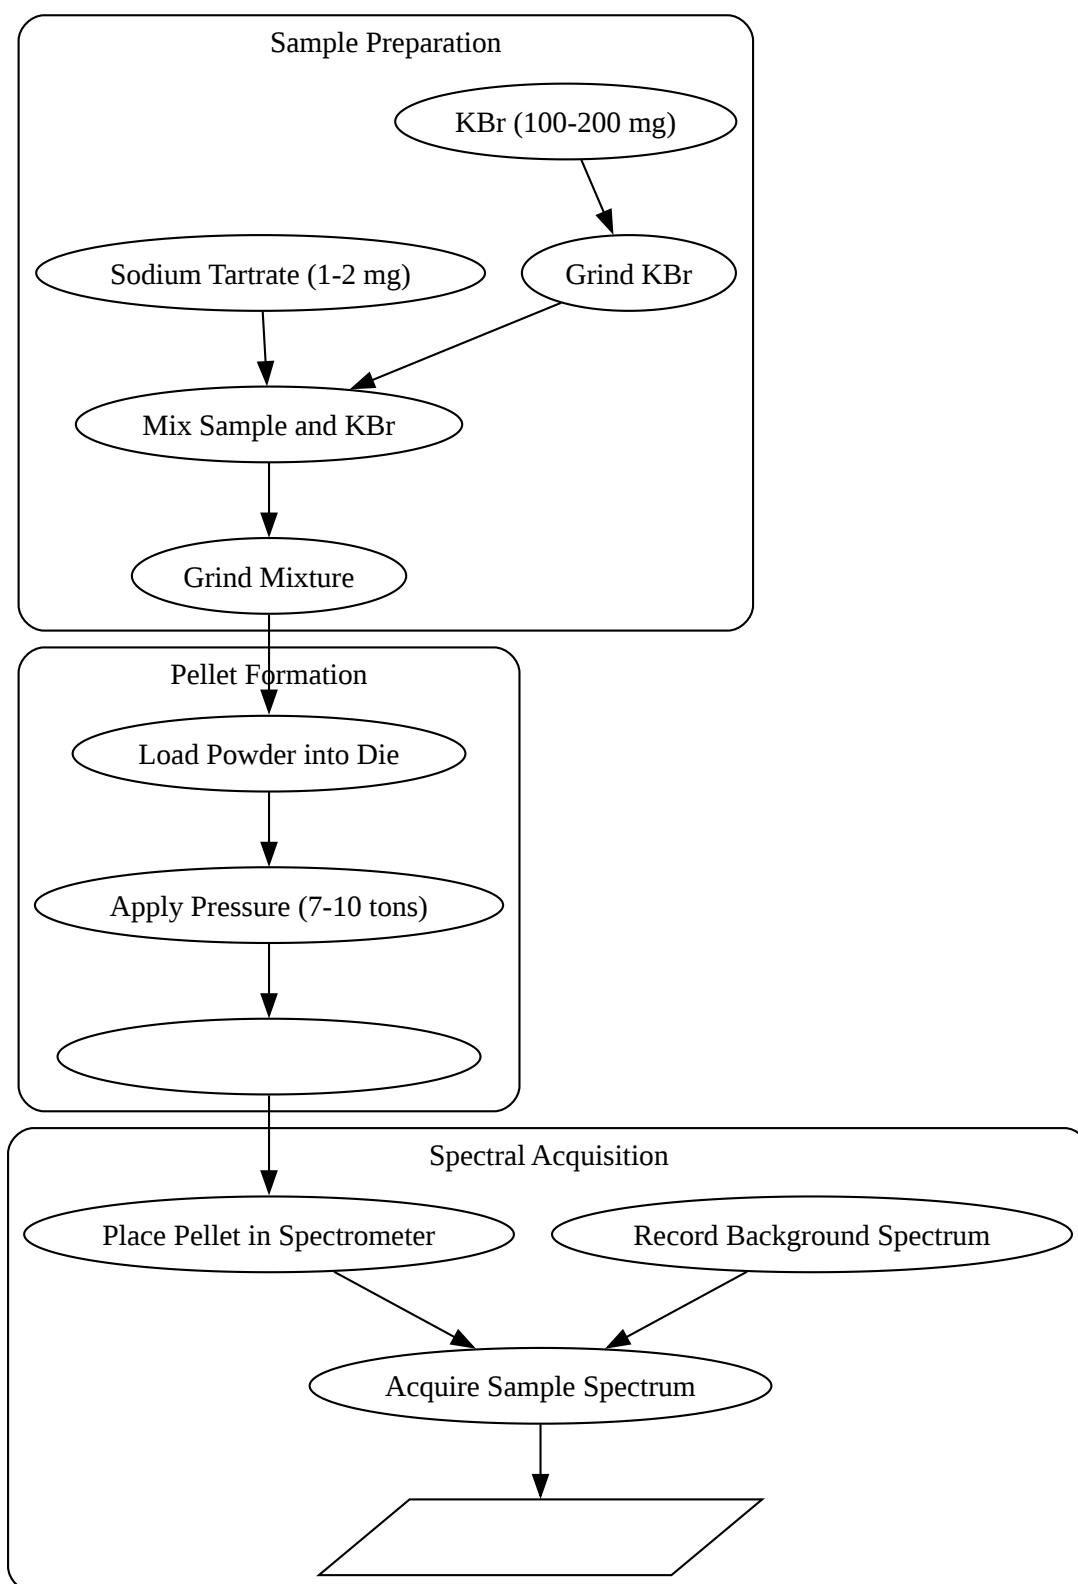 Sample Preparation
KBr (100-200 mg)
Sodium Tartrate (1-2 mg)
Grind KBr
Mix Sample and KBr
Grind Mixture
Pellet Formation
Load Powder into Die
Apply Pressure (7-10 tons)
Spectral Acquisition
Place Pellet in Spectrometer
Record Background Spectrum
Acquire Sample Spectrum